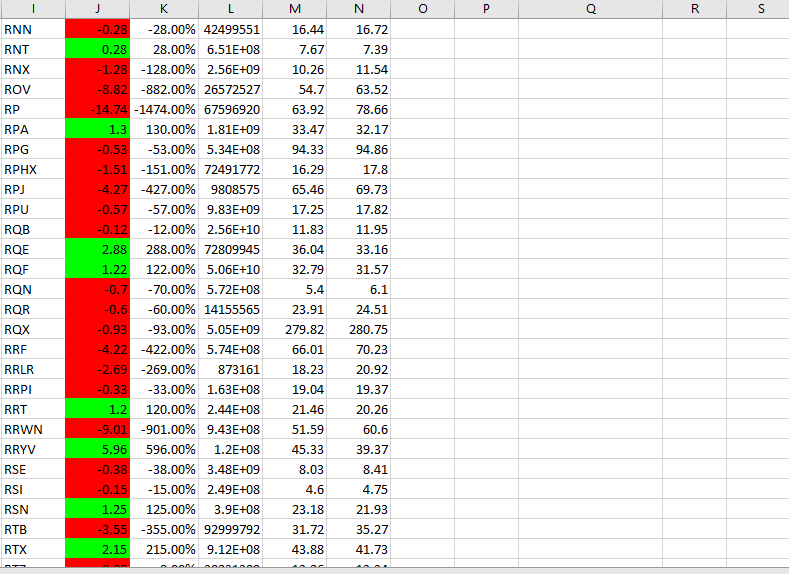 I J K L M N O P Q R S
RNN -0.28 -28.00% 42499551 16.44 16.72
RNT 0.28 28.00% 6.51E+08 7.67 7.39
RNX -1.28 -128.00% 2.56E+09 10.26 11.54
ROV -8.82 -882.00% 26572527 54.7 63.52
RP -14.74 -1474.00% 67596920 63.92 78.66
RPA 1.3 130.00% 1.81E+09 33.47 32.17
RPG -0.53 -53.00% 5.34E+08 94.33 94.86
RPHX -1.51 -151.00% 72491772 16.29 17.8
RPJ -4.27 -427.00% 9808575 65.46 69.73
RPU -0.57 -57.00% 9.83E+09 17.25 17.82
RQB -0.12 -12.00% 2.56E+10 11.83 11.95
RQE 2.88 288.00% 72809945 36.04 33.16
RQF 1.22 122.00% 5.06E+10 32.79 31.57
RQN -0.7 -70.00% 5.72E+08 5.4 6.1
RQR -0.6 -60.00% 14155565 23.91 24.51
RQX -0.93 -93.00% 5.05E+09 279.82 280.75
RRF -4.22 -422.00% 5.74E+08 66.01 70.23
RRLR -2.69 -269.00% 873161 18.23 20.92
RRPI -0.33 -33.00% 1.63E+08 19.04 19.37
RRT 1.2 120.00% 2.44E+08 21.46 20.26
RRWN -9.01 -901.00% 9.43E+08 51.59 60.6
RRYV 5.96 596.00% 1.2E+08 45.33 39.37
RSE -0.38 -38.00% 3.48E+09 8.03 8.41
RSI -0.15 -15.00% 2.49E+08 4.6 4.75
RSN 1.25 125.00% 3.9E+08 23.18 21.93
RTB -3.55 -355.00% 92999792 31.72 35.27
RTX 2.15 215.00% 9.12E+08 43.88 41.73